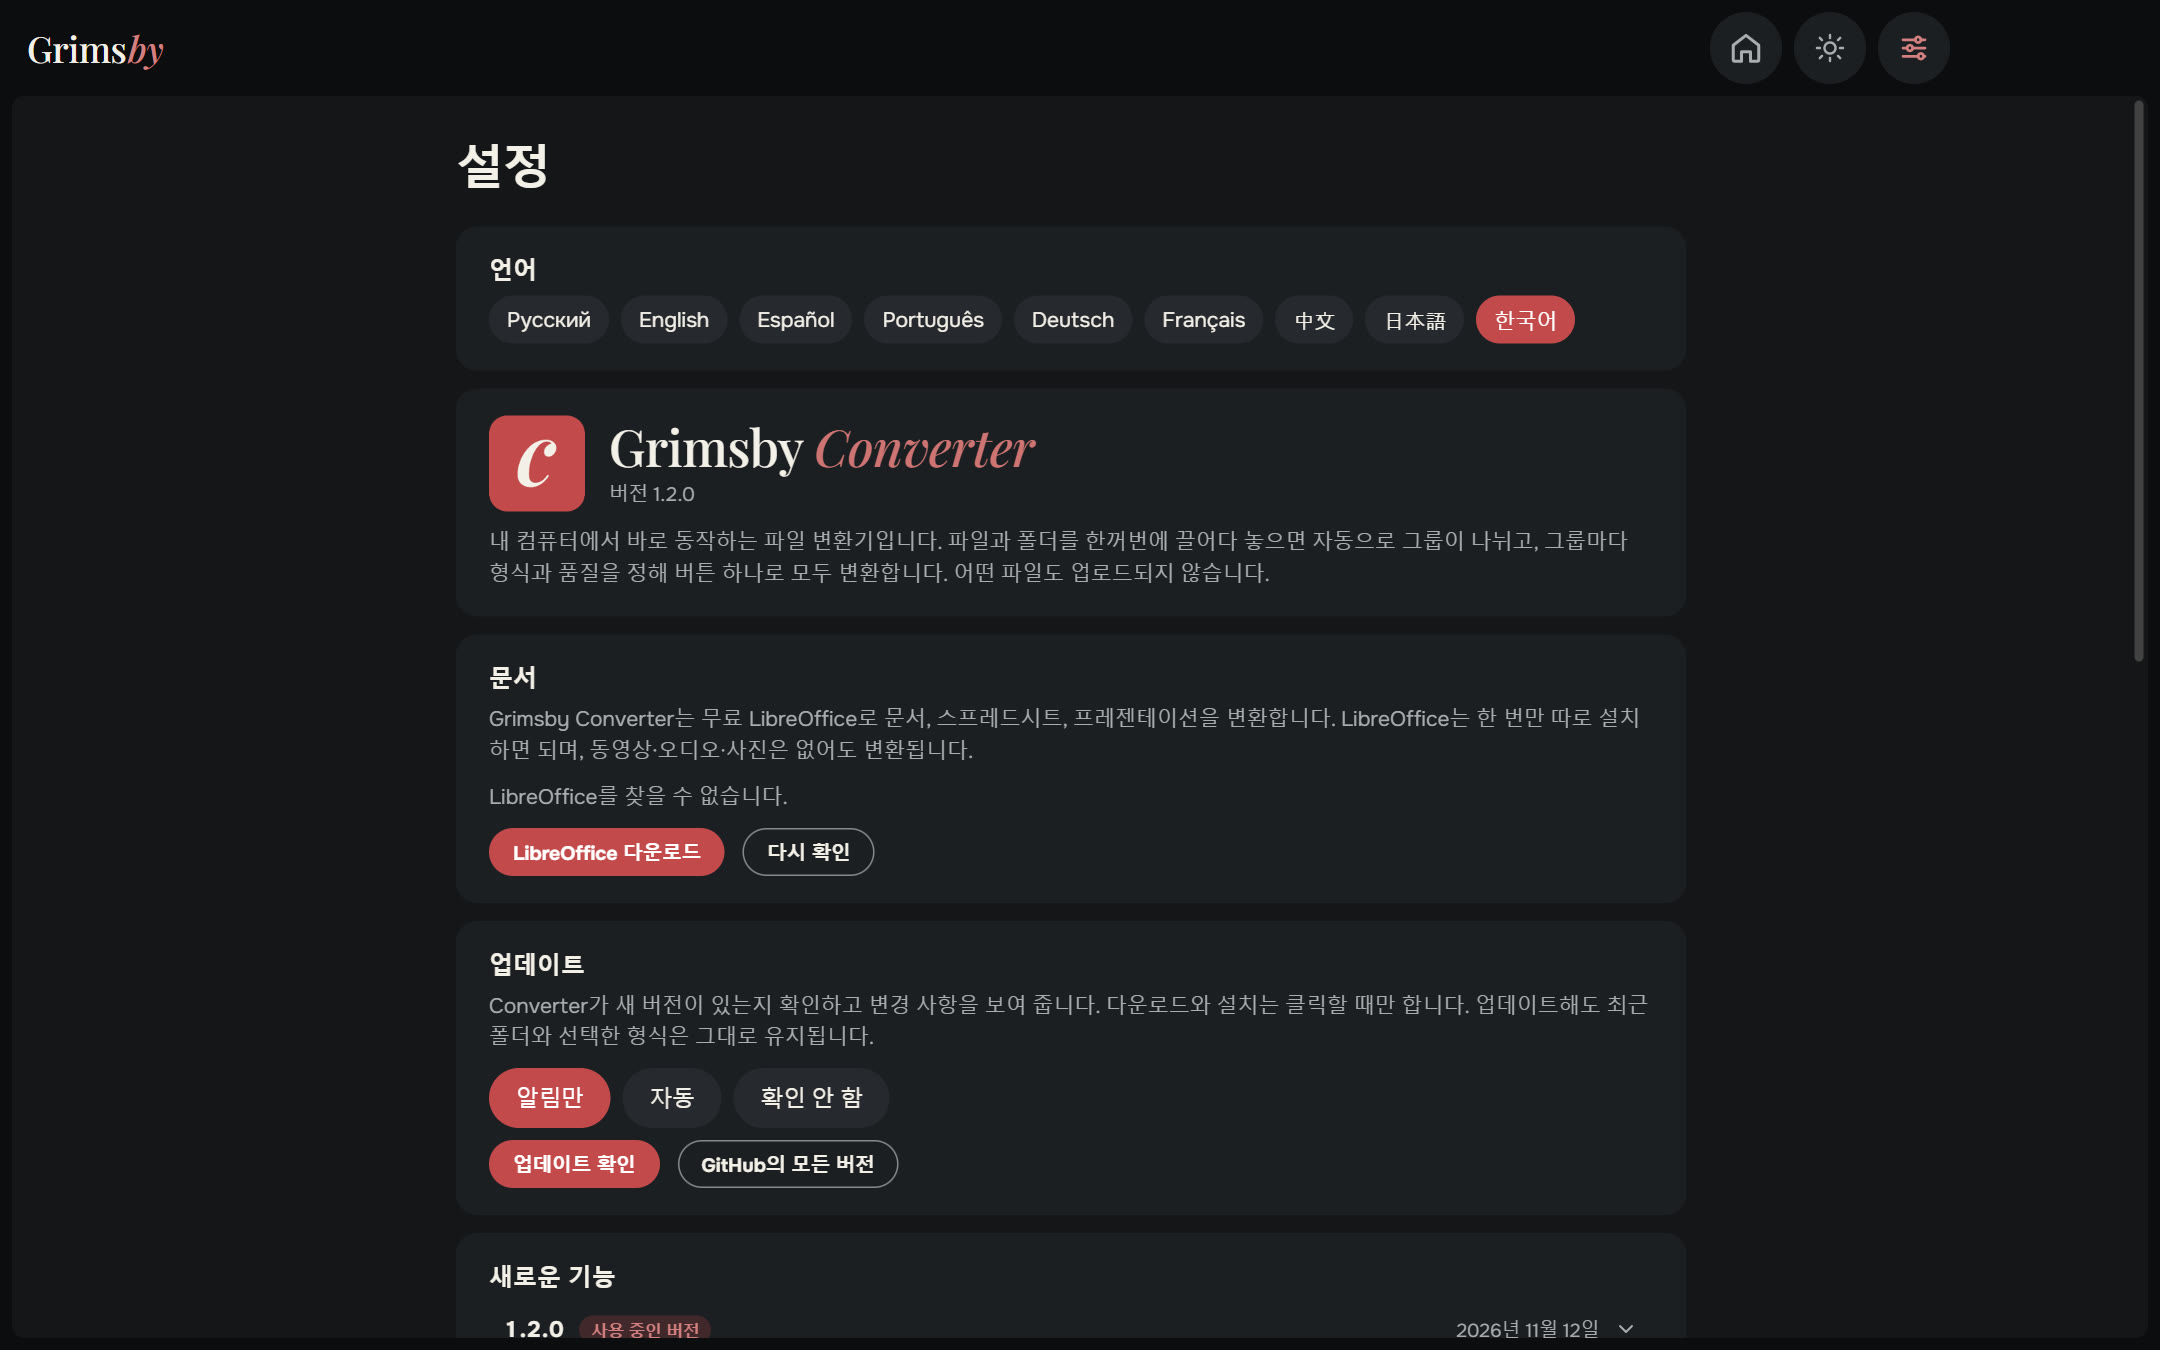 Grimsby
설정
언어
Русский English Español Português Deutsch Français 中文 日本語 한국어
C
Grimsby Converter
버전 1.2.0
내 컴퓨터에서 바로 동작하는 파일 변환기입니다. 파일과 폴더를 한꺼번에 끌어다 놓으면 자동으로 그룹이 나뉘고, 그룹마다
형식과 품질을 정해 버튼 하나로 모두 변환합니다. 어떤 파일도 업로드되지 않습니다.
문서
Grimsby Converter는 무료 LibreOffice로 문서, 스프레드시트, 프레젠테이션을 변환합니다. LibreOffice는 한 번만 따로 설치
하면 되며, 동영상·오디오·사진은 없어도 변환됩니다.
LibreOffice를 찾을 수 없습니다.
LibreOffice 다운로드 다시 확인
업데이트
Converter가 새 버전이 있는지 확인하고 변경 사항을 보여 줍니다. 다운로드와 설치는 클릭할 때만 합니다. 업데이트해도 최근
폴더와 선택한 형식은 그대로 유지됩니다.
알림만 자동 확인 안 함
업데이트 확인 GitHub의 모든 버전
새로운 기능
1.2.0 사용 중인 버전 2026년 11월 12일